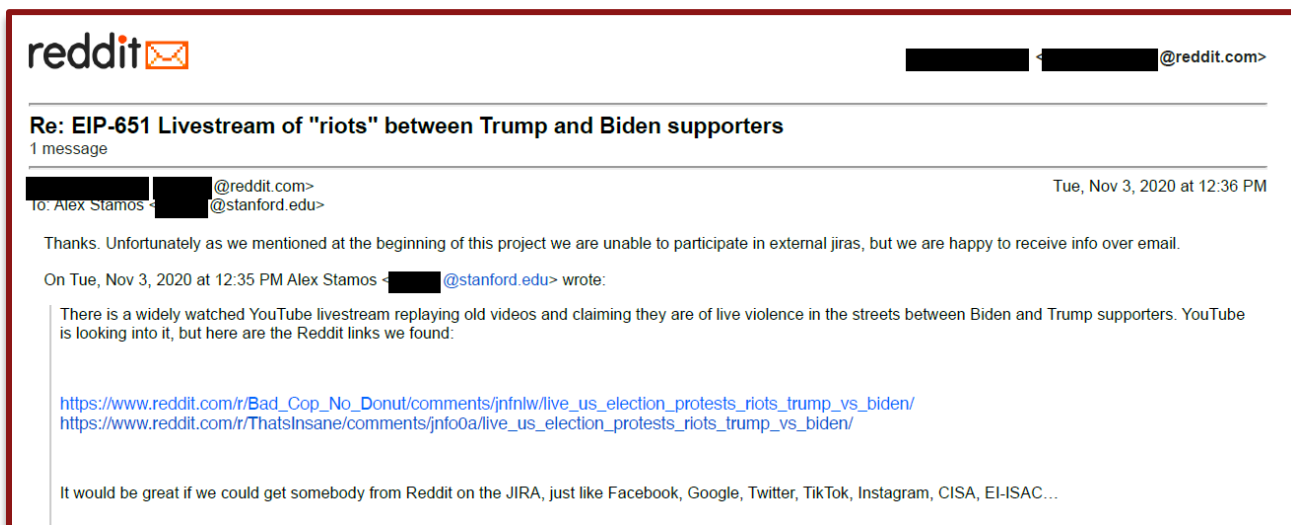 reddit
< @reddit.com>
Re: EIP-651 Livestream of "riots" between Trump and Biden supporters
1 message
@reddit.com>
Tue, Nov 3, 2020 at 12:36 PM
To: Alex Stamos < @stanford.edu>
Thanks. Unfortunately as we mentioned at the beginning of this project we are unable to participate in external jiras, but we are happy to receive info over email.
On Tue, Nov 3, 2020 at 12:35 PM Alex Stamos < @stanford.edu> wrote:
There is a widely watched YouTube livestream replaying old videos and claiming they are of live violence in the streets between Biden and Trump supporters. YouTube
is looking into it, but here are the Reddit links we found:
https://www.reddit.com/r/Bad_Cop_No_Donut/comments/jnfnlw/live_us_election_protests_riots_trump_vs_biden/
https://www.reddit.com/r/ThatsInsane/comments/jnfo0a/live_us_election_protests_riots_trump_vs_biden/
It would be great if we could get somebody from Reddit on the JIRA, just like Facebook, Google, Twitter, TikTok, Instagram, CISA, EI-ISAC…